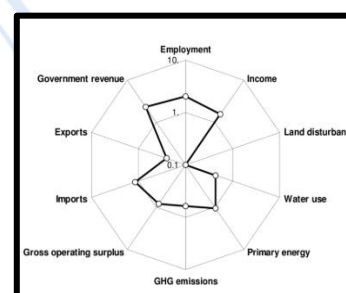 Employment
10.
Government revenue
Income
1.
Exports
Land disturban
0.1
Imports
Water use
Gross operating surplus
Primary energy
GHG emissions